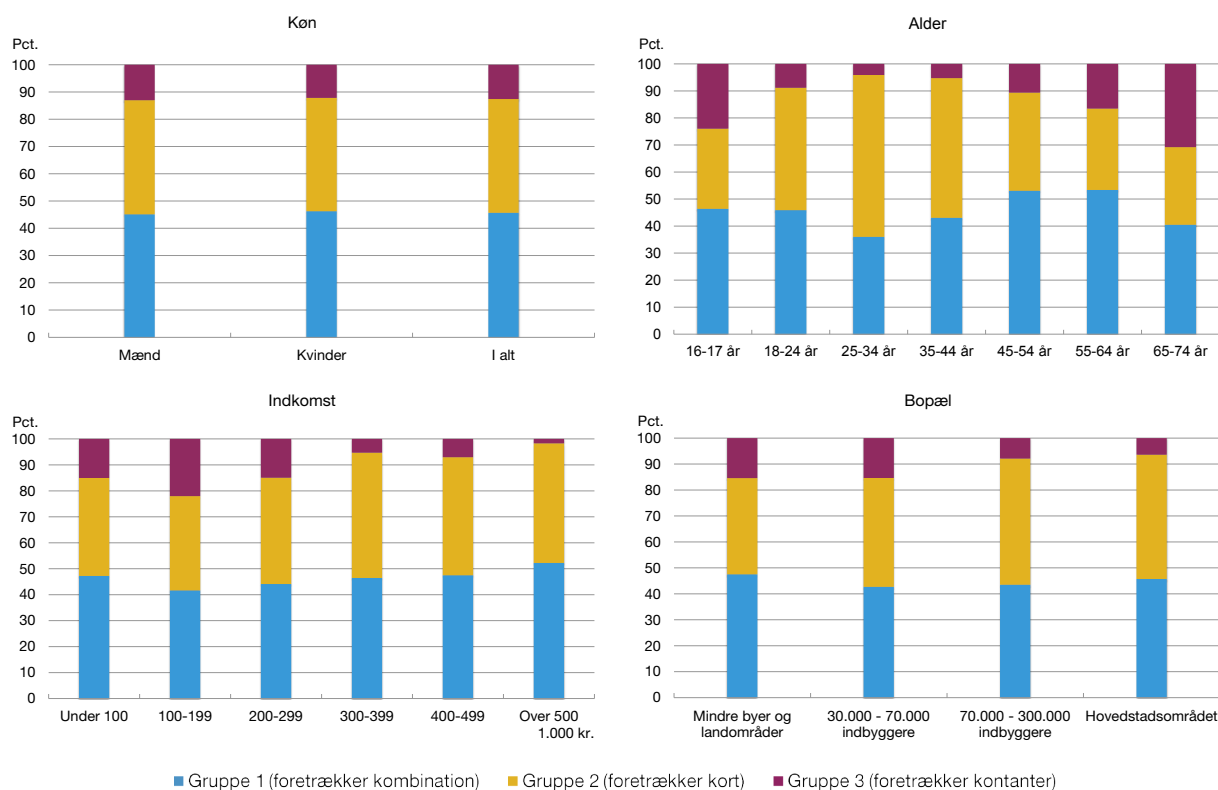 Køn
Pct.
100
90
80
70
60
50
40
30
20
10
0
Mænd Kvinder I alt
Alder
Pct.
100
90
80
70
60
50
40
30
20
10
0
16-17 år 18-24 år 25-34 år 35-44 år 45-54 år 55-64 år 65-74 år
Indkomst
Pct.
100
90
80
70
60
50
40
30
20
10
0
Under 100 100-199 200-299 300-399 400-499 Over 500
1.000 kr.
Bopæl
Pct.
100
90
80
70
60
50
40
30
20
10
0
Mindre byer og 30.000 - 70.000 70.000 - 300.000 Hovedstadsområdet
landområder indbyggere indbyggere
Gruppe 1 (foretrækker kombination) Gruppe 2 (foretrækker kort) Gruppe 3 (foretrækker kontanter)